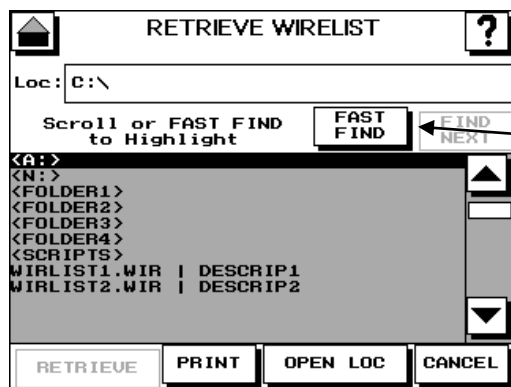 RETRIEVE WIRELIST
?
Loc: C:\
Scroll or FAST FIND
to Highlight
FAST
FIND
FIND
NEXT
<A:>
<N:>
<FOLDER1>
<FOLDER2>
<FOLDER3>
<FOLDER4>
<SCRIPTS>
WIRLIST1.WIR | DESCRIP1
WIRLIST2.WIR | DESCRIP2
RETRIEVE PRINT OPEN LOC CANCEL